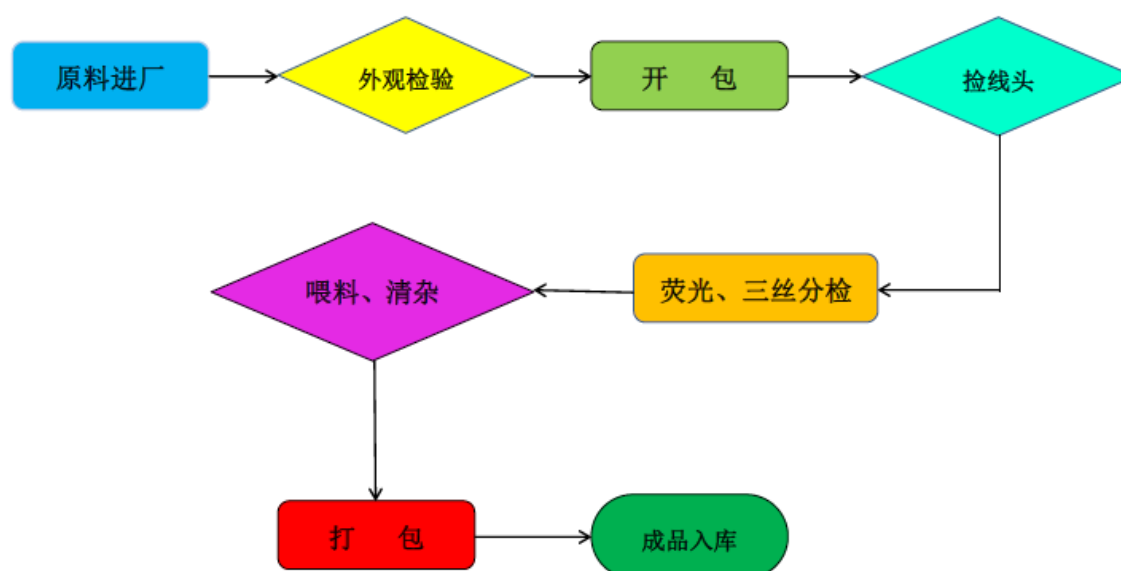 原料进厂
外观检验
开 包
捡线头
荧光、三丝分检
喂料、清杂
打 包
成品入库